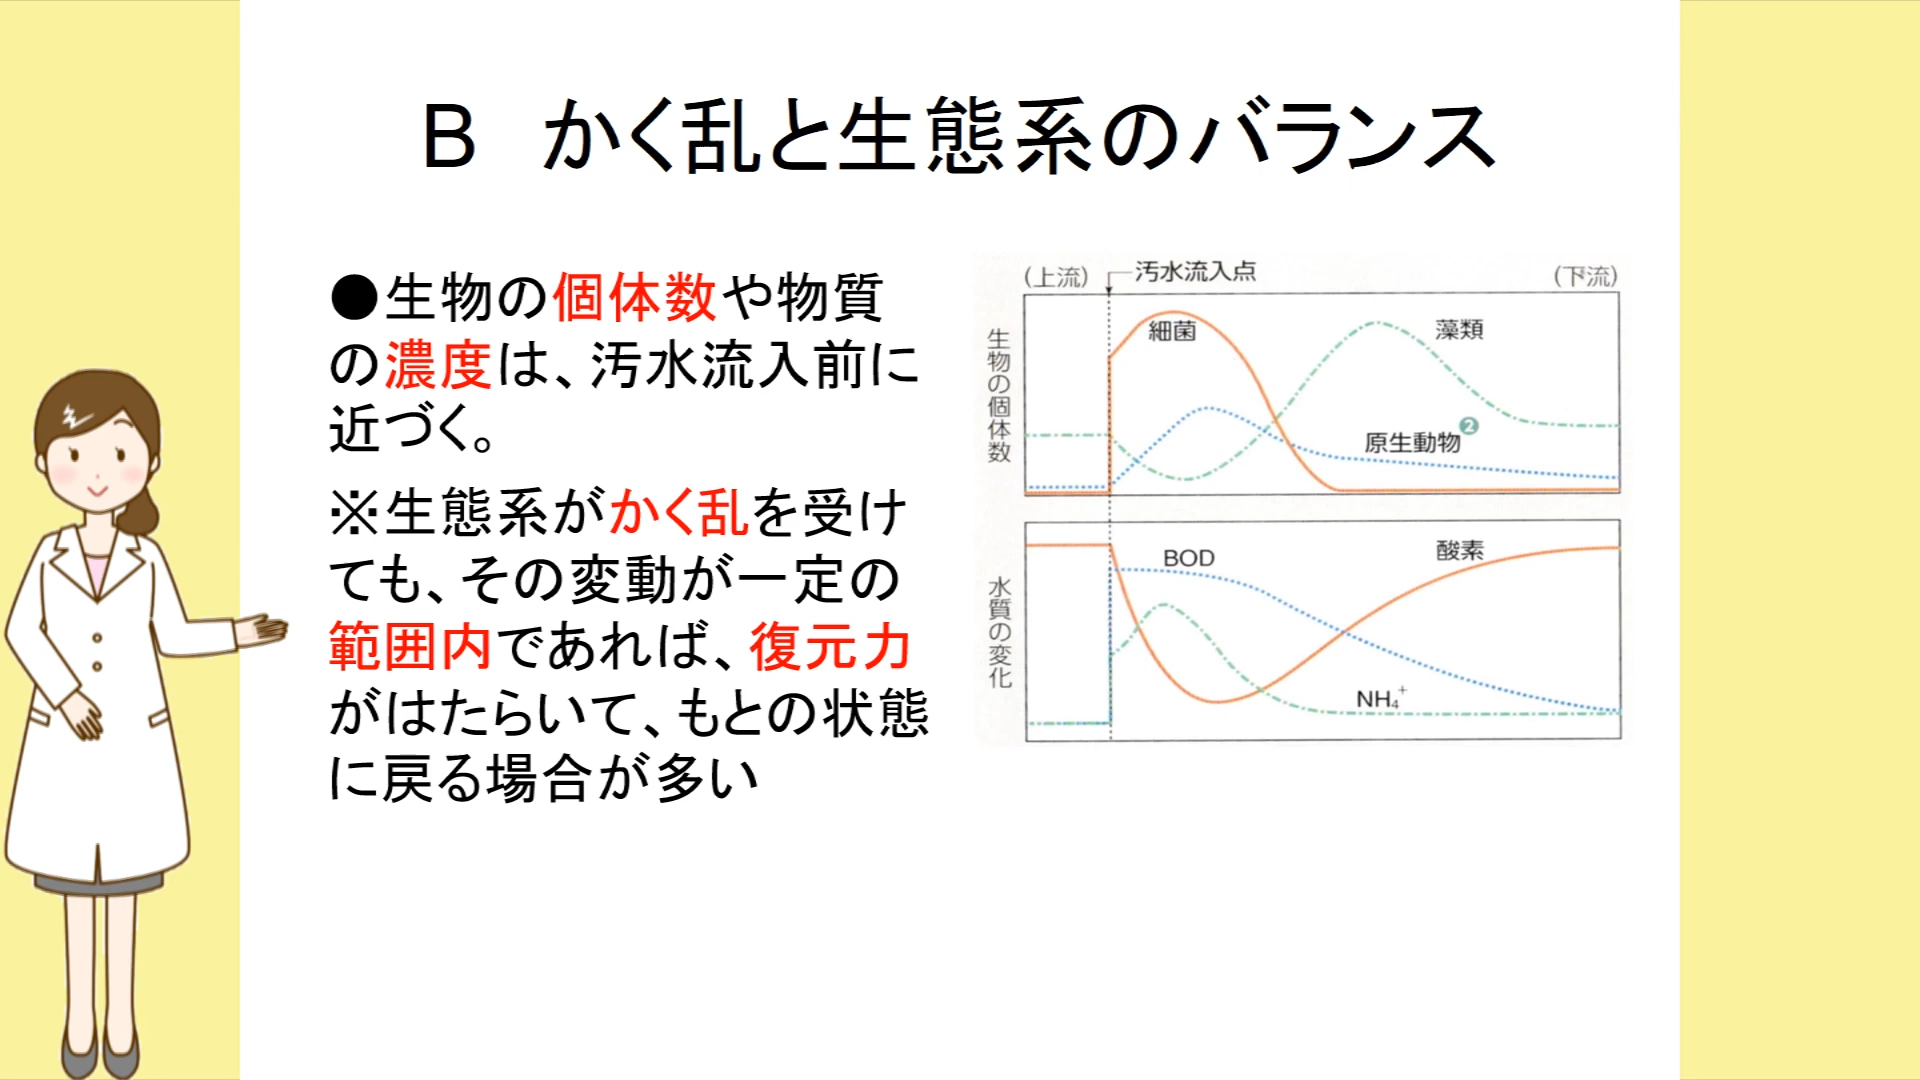 B　かく乱と生態系のバランス
●生物の個体数や物質
の濃度は、汚水流入前に
近づく。
※生態系がかく乱を受け
ても、その変動が一定の
範囲内であれば、復元力
がはたらいて、もとの状態
に戻る場合が多い
(上流)
汚水流入点
(下流)
生物の個体数
細菌
藻類
原生動物❷
水質の変化
BOD
酸素
NH₄⁺